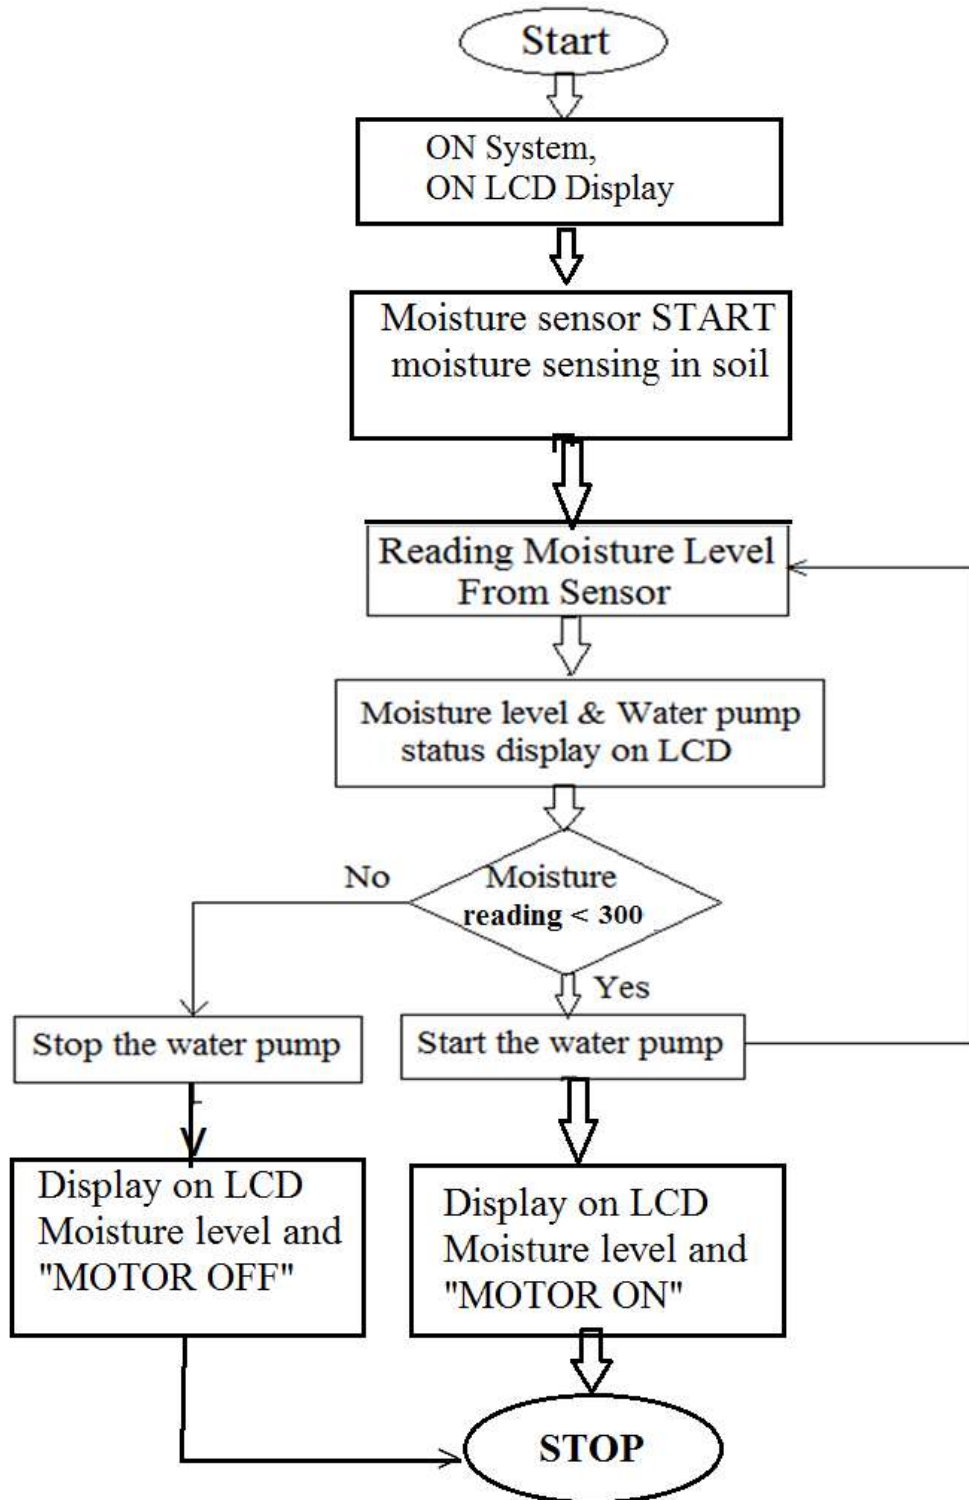 Start
ON System,
ON LCD Display
Moisture sensor START
moisture sensing in soil
Reading Moisture Level
From Sensor
Moisture level & Water pump
status display on LCD
No
Moisture
reading < 300
Yes
Stop the water pump
Start the water pump
Display on LCD
Moisture level and
"MOTOR OFF"
Display on LCD
Moisture level and
"MOTOR ON"
STOP